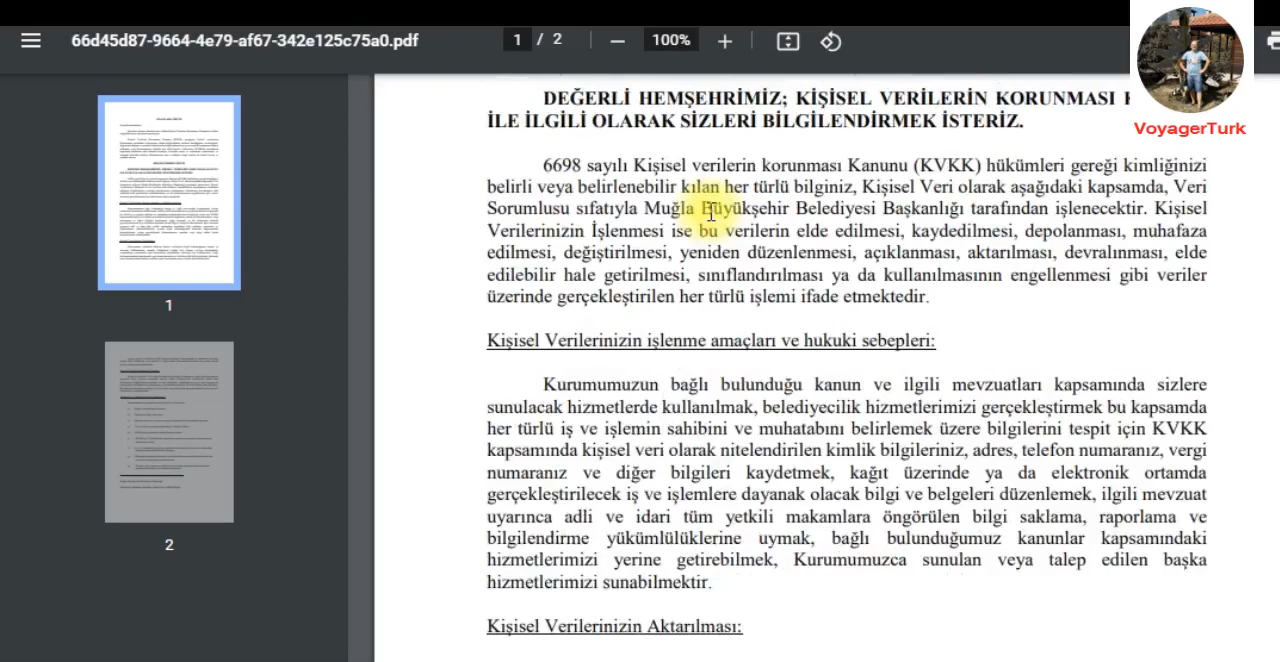 66d45d87-9664-4e79-af67-342e125c75a0.pdf
1 / 2
100%
VoyagerTurk
DEĞERLİ HEMŞEHRİMİZ; KİŞİSEL VERİLERİN KORUNMASI
İLE İLGİLİ OLARAK SİZLERİ BİLGİLENDİRMEK İSTERİZ.
6698 sayılı Kişisel verilerin korunması Kanunu (KVKK) hükümleri gereği kimliğinizi
belirli veya belirlenebilir kılan her türlü bilginiz, Kişisel Veri olarak aşağıdaki kapsamda, Veri
Sorumlusu sıfatıyla Muğla Büyükşehir Belediyesi Başkanlığı tarafından işlenecektir. Kişisel
Verilerinizin İşlenmesi ise bu verilerin elde edilmesi, kaydedilmesi, depolanması, muhafaza
edilmesi, değiştirilmesi, yeniden düzenlenmesi, açıklanması, aktarılması, devralınması, elde
edilebilir hale getirilmesi, sınıflandırılması ya da kullanılmasının engellenmesi gibi veriler
üzerinde gerçekleştirilen her türlü işlemi ifade etmektedir.
Kişisel Verilerinizin işlenme amaçları ve hukuki sebepleri:
Kurumumuzun bağlı bulunduğu kanun ve ilgili mevzuatları kapsamında sizlere
sunulacak hizmetlerde kullanılmak, belediyecilik hizmetlerimizi gerçekleştirmek bu kapsamda
her türlü iş ve işlemin sahibini ve muhatabını belirlemek üzere bilgilerini tespit için KVKK
kapsamında kişisel veri olarak nitelendirilen kimlik bilgileriniz, adres, telefon numaranız, vergi
numaranız ve diğer bilgileri kaydetmek, kağıt üzerinde ya da elektronik ortamda
gerçekleştirilecek iş ve işlemlere dayanak olacak bilgi ve belgeleri düzenlemek, ilgili mevzuat
uyarınca adli ve idari tüm yetkili makamlara öngörülen bilgi saklama, raporlama ve
bilgilendirme yükümlülüklerine uymak, bağlı bulunduğumuz kanunlar kapsamındaki
hizmetlerimizi yerine getirebilmek, Kurumumuzca sunulan veya talep edilen başka
hizmetlerimizi sunabilmektir.
Kişisel Verilerinizin Aktarılması:
1
2